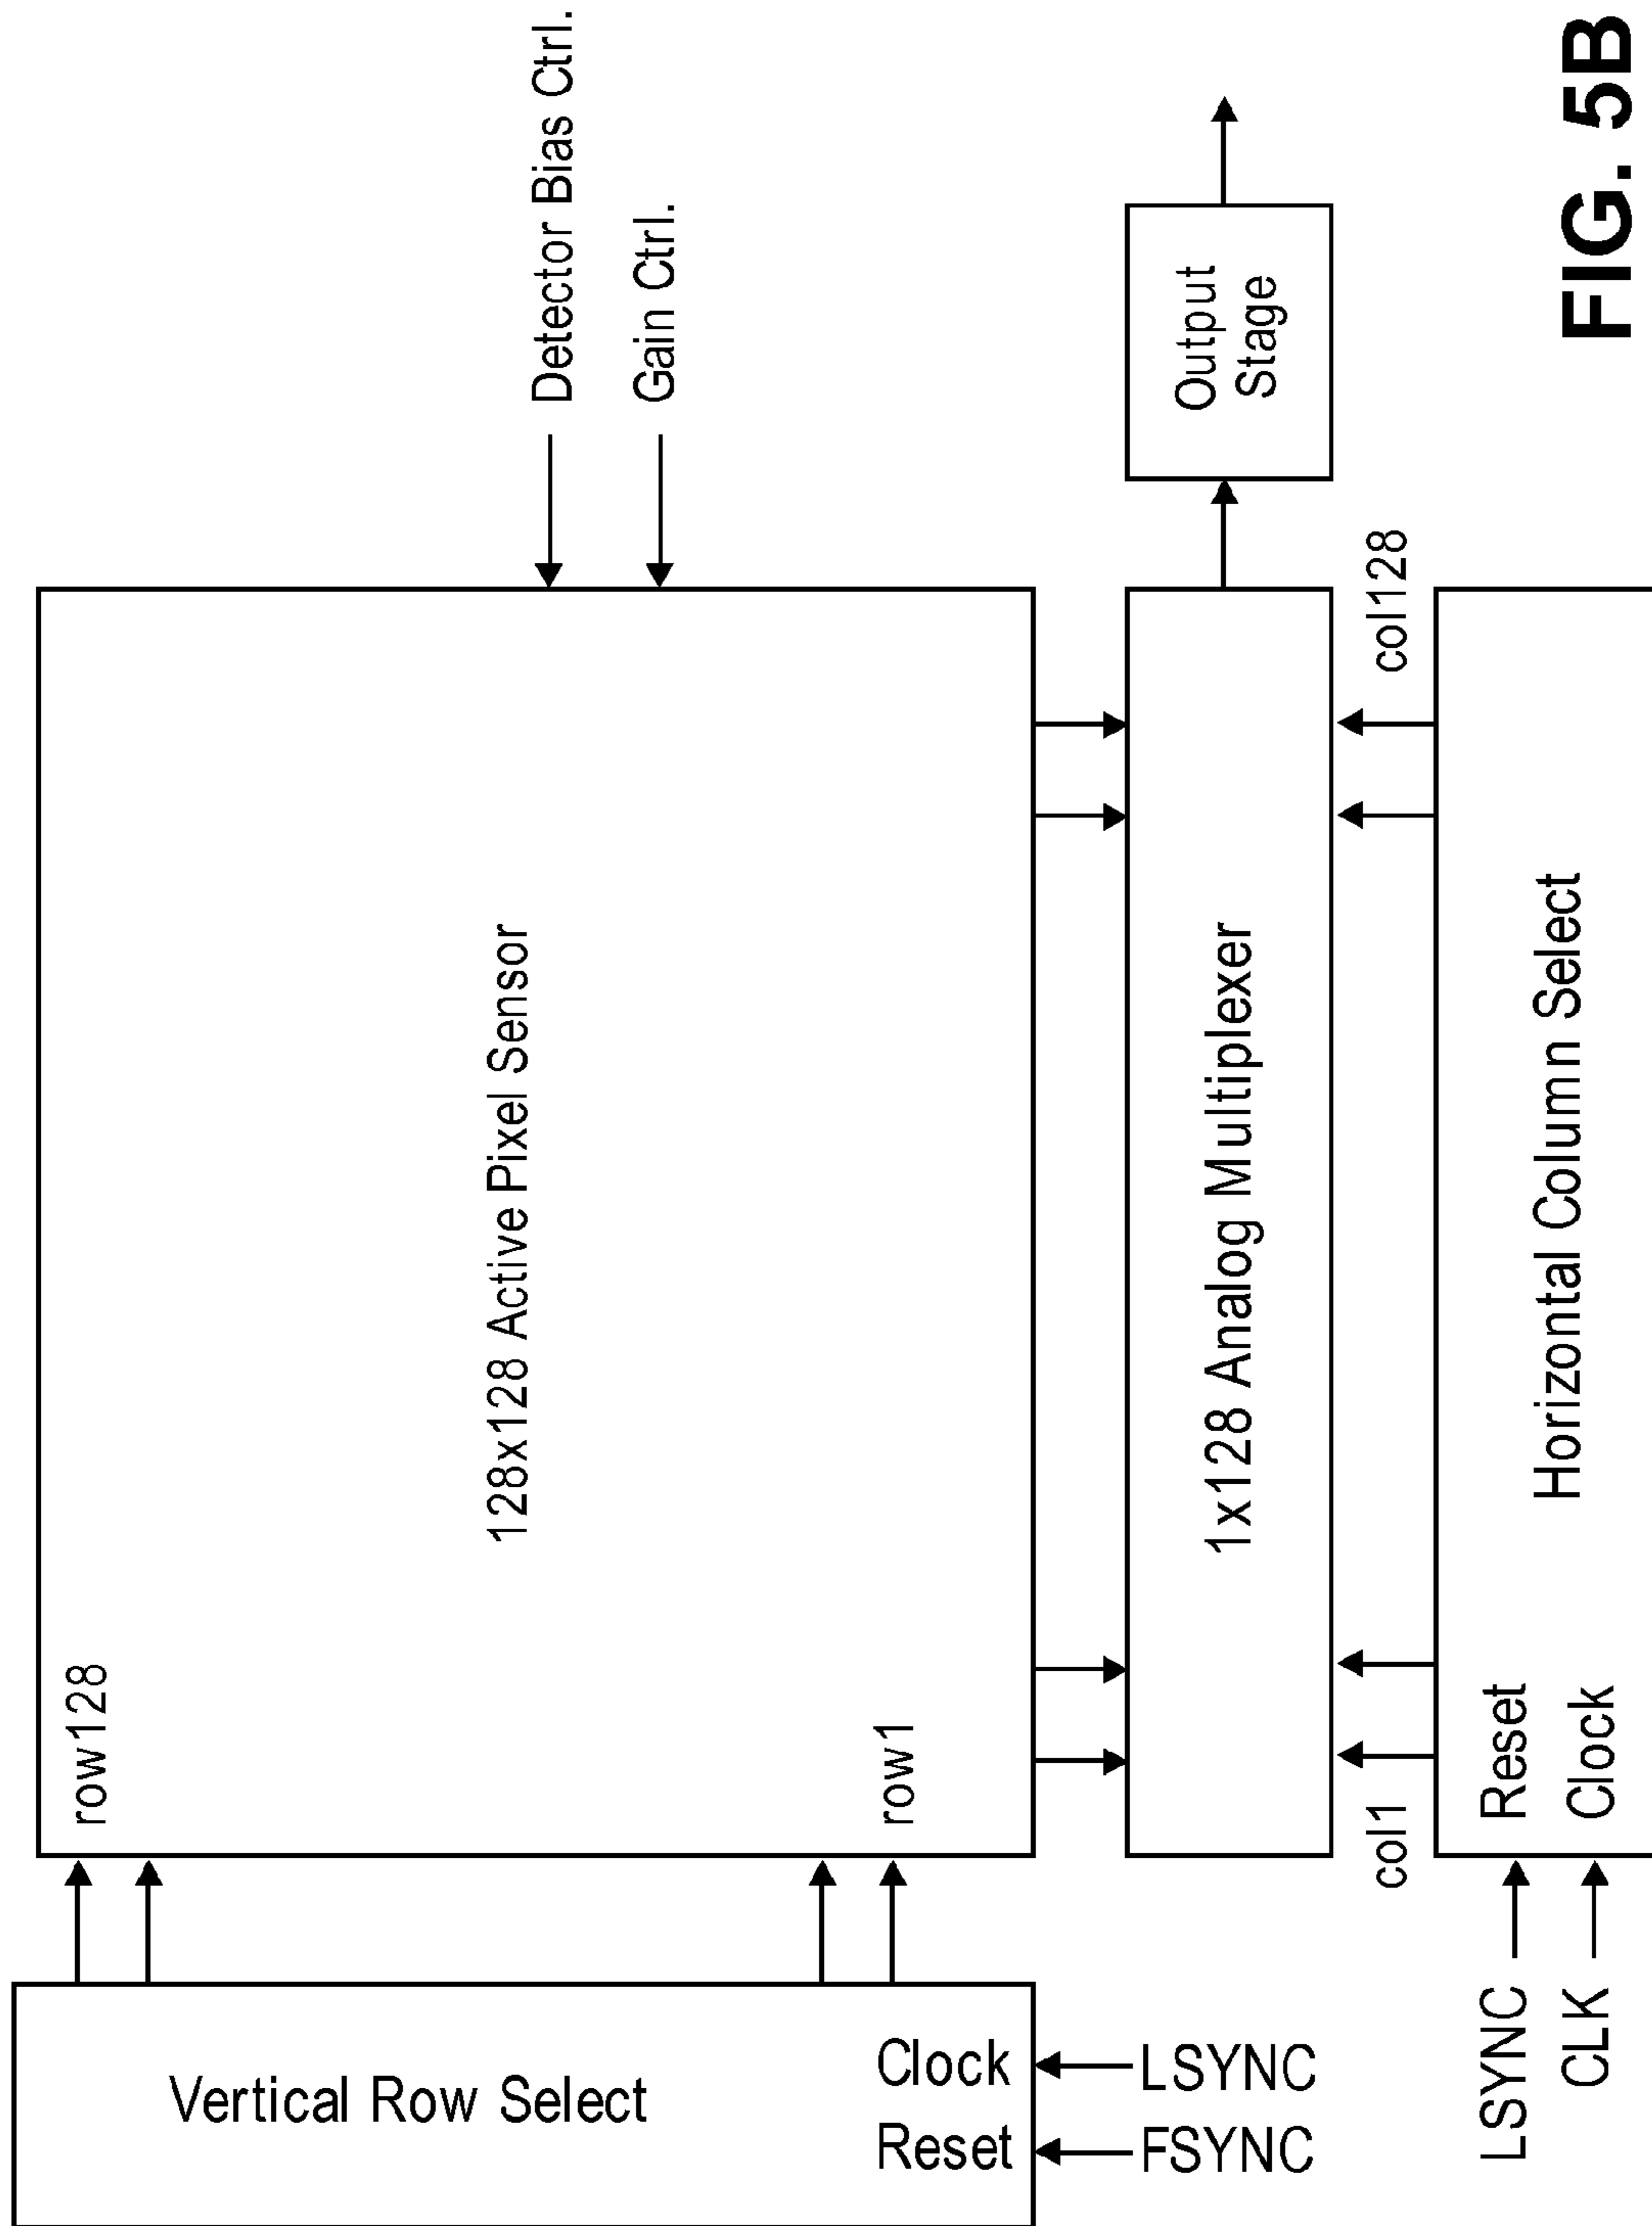 Detector Bias Ctrl.
Gain Ctrl.
128x128 Active Pixel Sensor
row128
row1
Vertical Row Select
Clock
Reset
LSYNC
FSYNC
1x128 Analog Multiplexer
Output
Stage
col1
col128
Horizontal Column Select
Reset
Clock
LSYNC
CLK
FIG. 5B